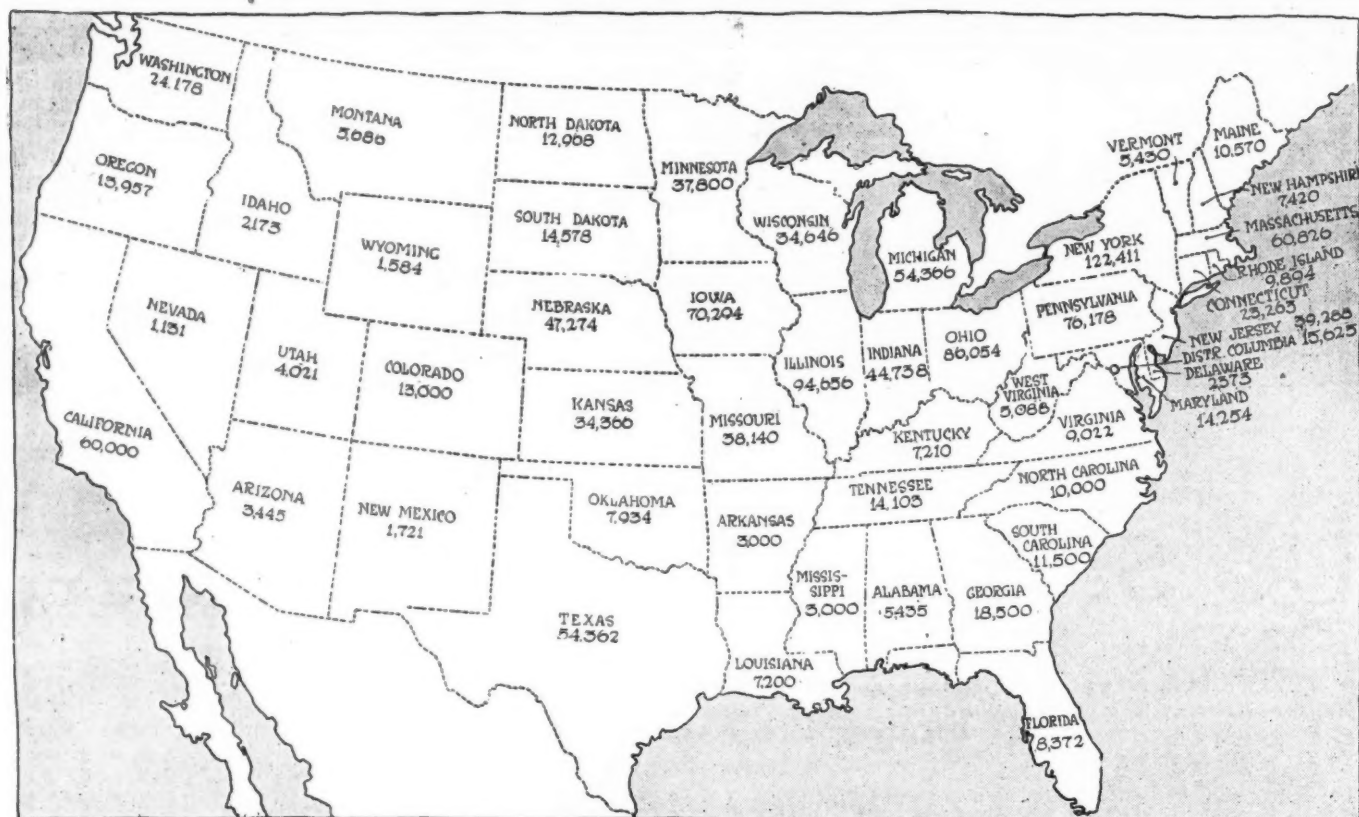 WASHINGTON
24,178
OREGON
13,957
CALIFORNIA
60,000
NEVADA
1,131
IDAHO
2,173
MONTANA
5,686
WYOMING
1,584
UTAH
4,021
COLORADO
13,000
ARIZONA
3,445
NEW MEXICO
1,721
NORTH DAKOTA
12,968
SOUTH DAKOTA
14,578
NEBRASKA
47,274
KANSAS
34,366
OKLAHOMA
7,934
TEXAS
54,362
MINNESOTA
37,800
IOWA
70,294
MISSOURI
38,140
ARKANSAS
3,000
LOUISIANA
7,200
WISCONSIN
34,646
ILLINOIS
94,656
MICHIGAN
54,366
INDIANA
44,738
OHIO
86,054
KENTUCKY
7,210
TENNESSEE
14,103
MISSIS-
SIPPI
3,000
ALABAMA
5,435
GEORGIA
18,500
FLORIDA
8,372
SOUTH
CAROLINA
11,500
NORTH CAROLINA
10,000
VIRGINIA
9,022
WEST
VIRGINIA
5,088
PENNSYLVANIA
76,178
NEW YORK
122,411
VERMONT
5,430
MAINE
10,570
NEW HAMPSHIRE
7,420
MASSACHUSETTS
60,826
RHODE ISLAND
9,894
CONNECTICUT
23,263
NEW JERSEY 59,288
DISTR. COLUMBIA 15,625
DELAWARE
2373
MARYLAND
14,254